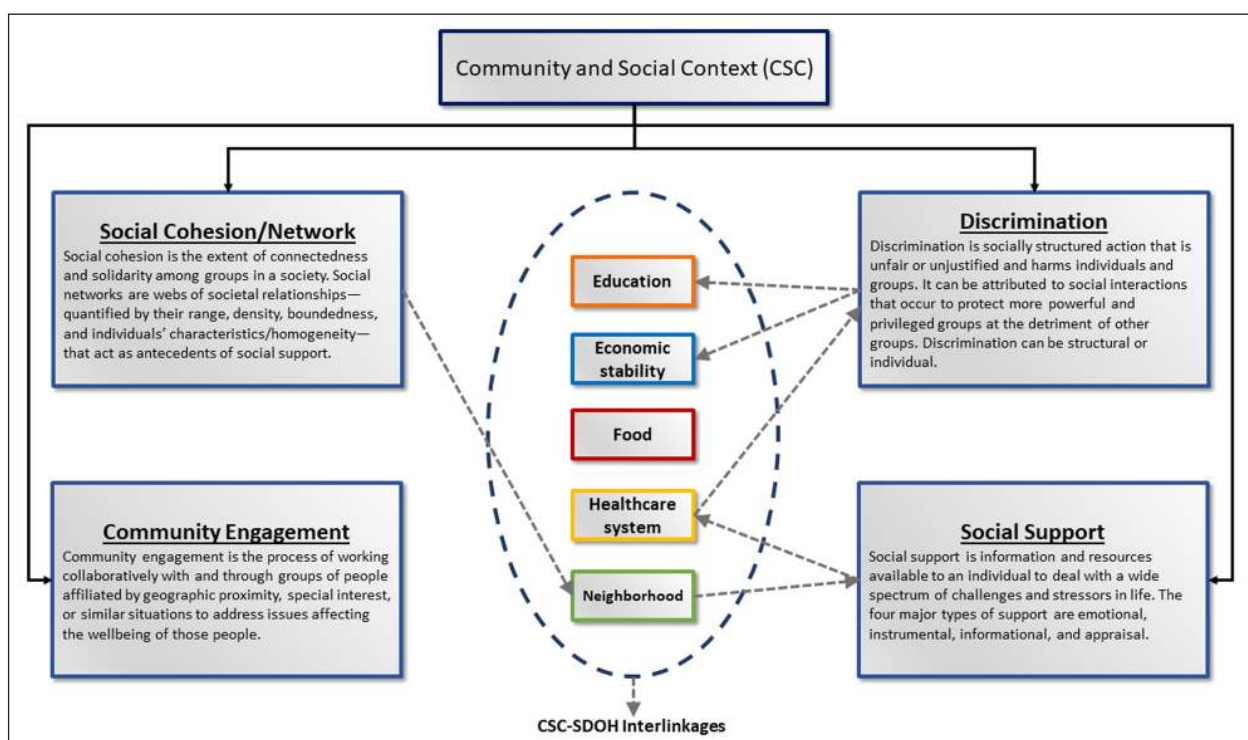 Community and Social Context (CSC)
Social Cohesion/Network
Social cohesion is the extent of connectedness
and solidarity among groups in a society. Social
networks are webs of societal relationships—
quantified by their range, density, boundedness,
and individuals’ characteristics/homogeneity—
that act as antecedents of social support.
Discrimination
Discrimination is socially structured action that is
unfair or unjustified and harms individuals and
groups. It can be attributed to social interactions
that occur to protect more powerful and
privileged groups at the detriment of other
groups. Discrimination can be structural or
individual.
Education
Economic
stability
Food
Healthcare
system
Neighborhood
Community Engagement
Community engagement is the process of working
collaboratively with and through groups of people
affiliated by geographic proximity, special interest,
or similar situations to address issues affecting
the wellbeing of those people.
Social Support
Social support is information and resources
available to an individual to deal with a wide
spectrum of challenges and stressors in life. The
four major types of support are emotional,
instrumental, informational, and appraisal.
CSC-SDOH Interlinkages